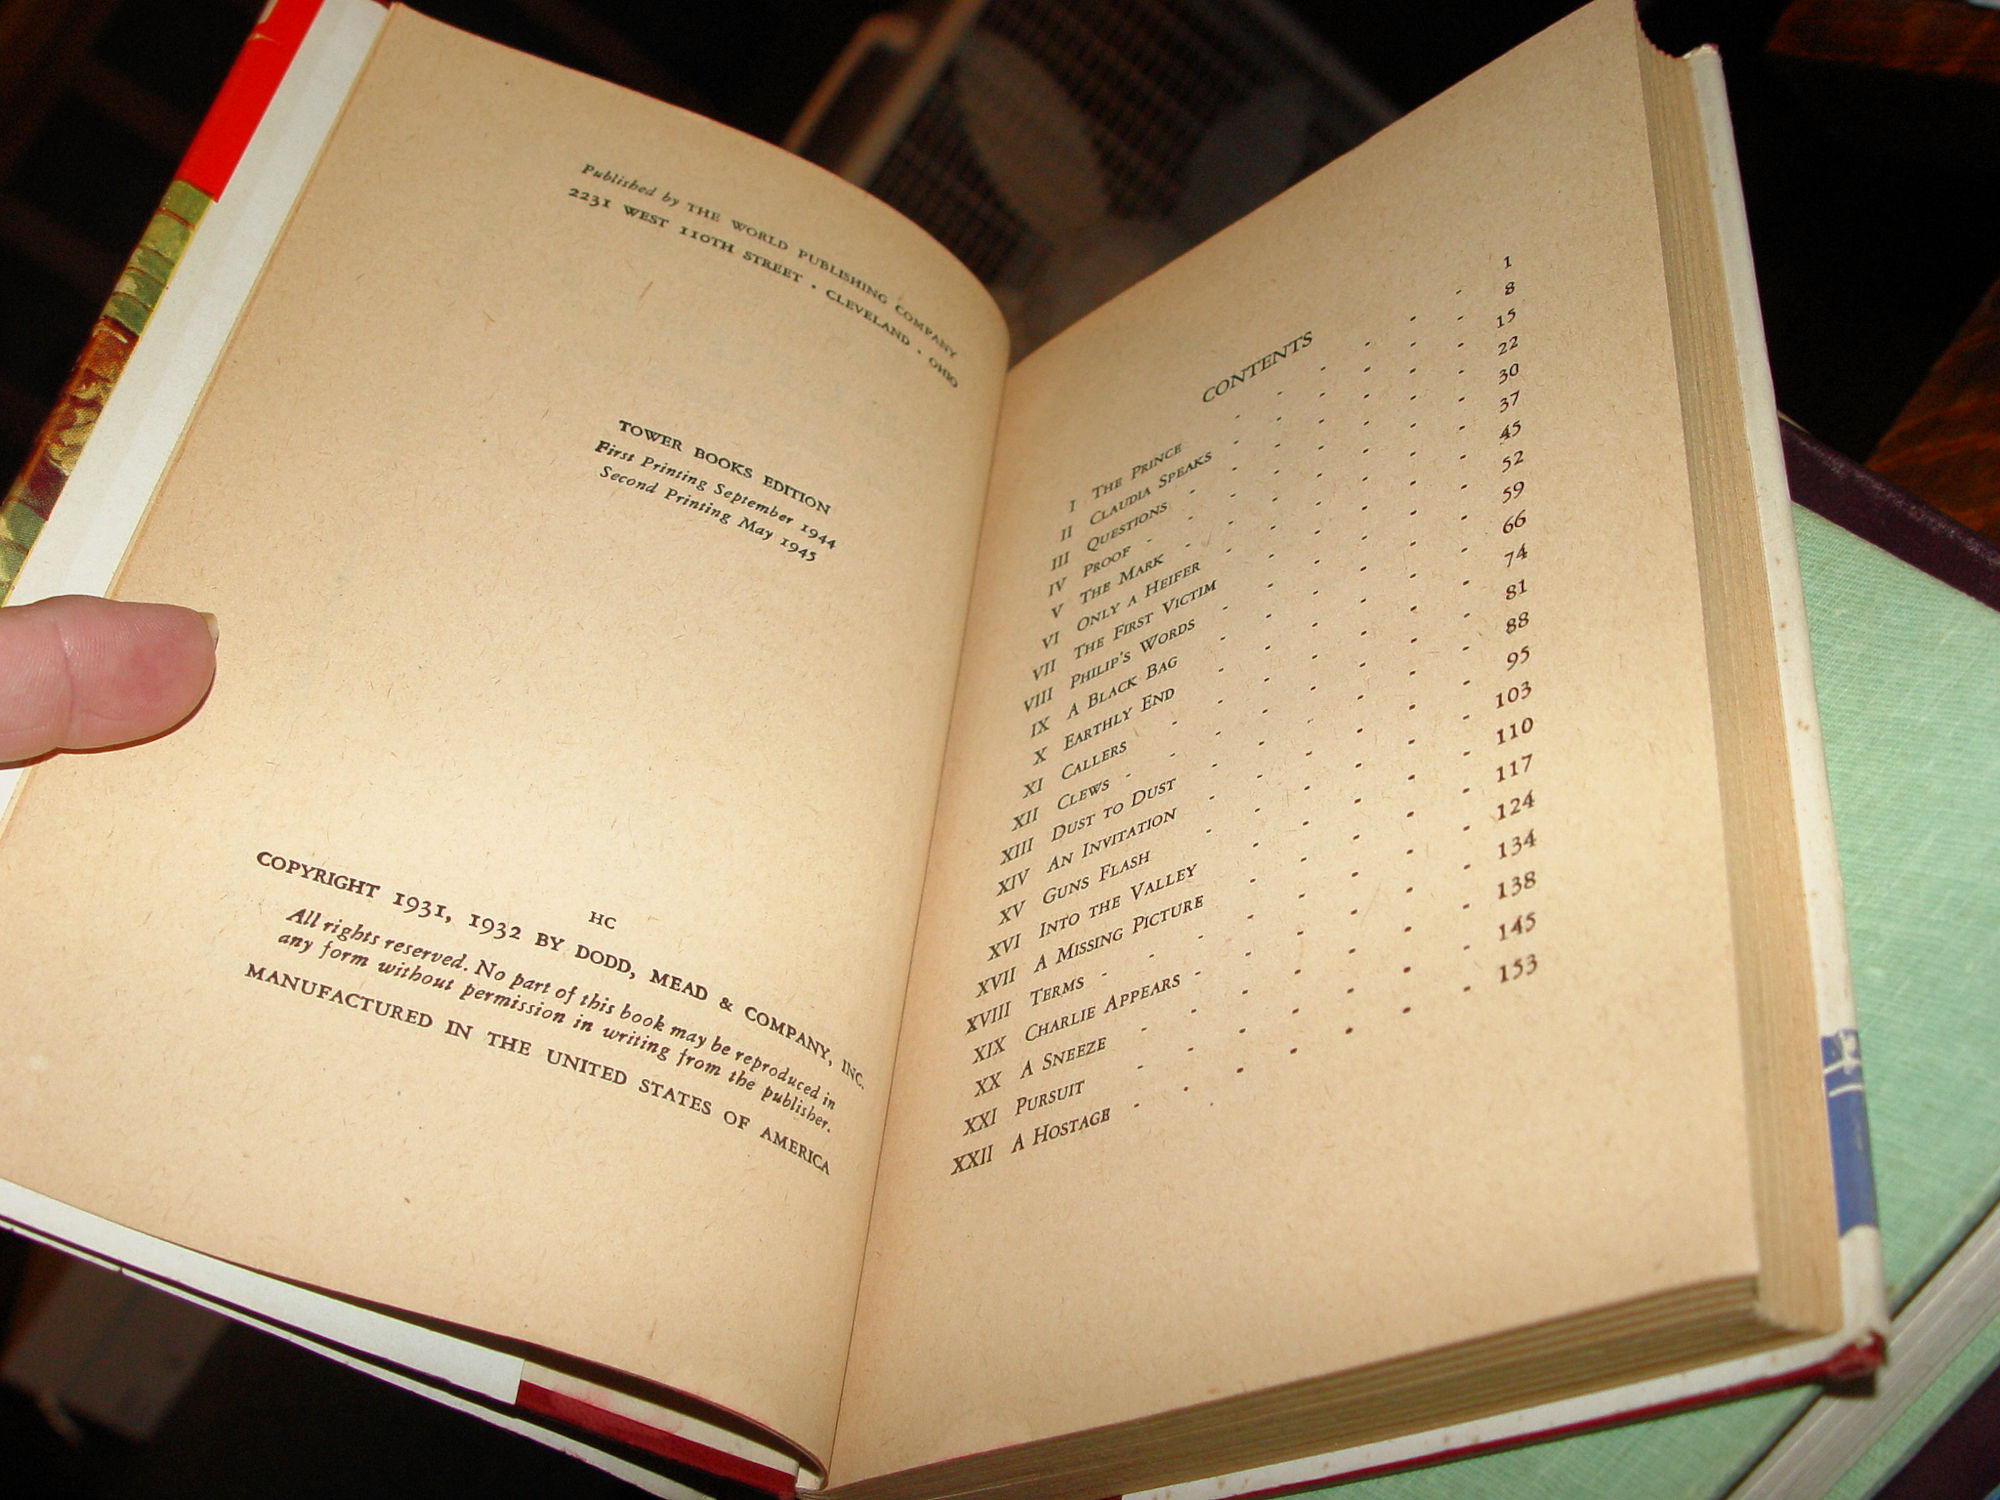 Published by THE WORLD PUBLISHING COMPANY
2231 WEST 110TH STREET · CLEVELAND · OHIO
TOWER BOOKS EDITION
First Printing September 1944
Second Printing May 1945
HC
COPYRIGHT 1931, 1932 BY DODD, MEAD & COMPANY, INC.
All rights reserved. No part of this book may be reproduced in
any form without permission in writing from the publisher.
MANUFACTURED IN THE UNITED STATES OF AMERICA
CONTENTS
I THE PRINCE 1
II CLAUDIA SPEAKS 8
III QUESTIONS 15
IV PROOF 22
V THE MARK 30
VI ONLY A HEIFER 37
VII THE FIRST VICTIM 45
VIII PHILIP'S WORDS 52
IX A BLACK BAG 59
X EARTHLY END 66
XI CALLERS 74
XII CLEWS 81
XIII DUST TO DUST 88
XIV AN INVITATION 95
XV GUNS FLASH 103
XVI INTO THE VALLEY 110
XVII A MISSING PICTURE 117
XVIII TERMS 124
XIX CHARLIE APPEARS 134
XX A SNEEZE 138
XXI PURSUIT 145
XXII A HOSTAGE 153